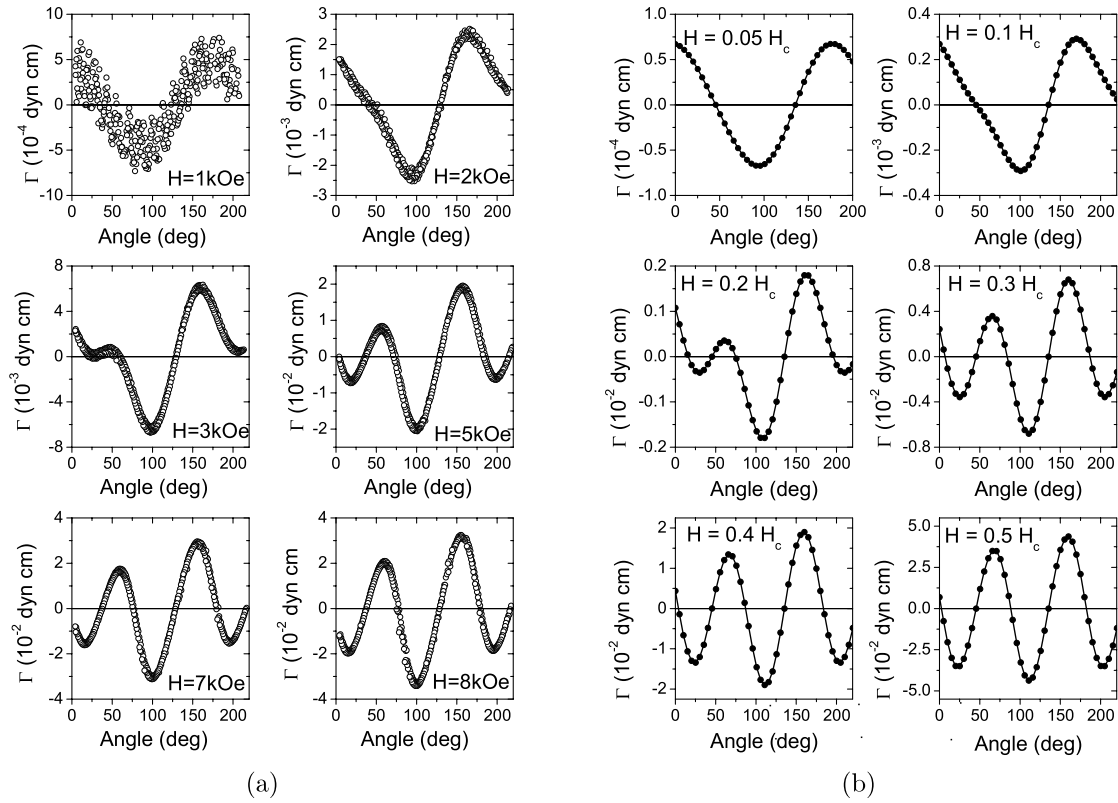 10
5
0
-5
-10
Γ (10⁻⁴ dyn cm)
H=1kOe
0 50 100 150 200
Angle (deg)
3
2
1
0
-1
-2
-3
Γ (10⁻³ dyn cm)
H=2kOe
0 50 100 150 200
Angle (deg)
8
4
0
-4
-8
Γ (10⁻³ dyn cm)
H=3kOe
0 50 100 150 200
Angle (deg)
2
1
0
-1
-2
Γ (10⁻² dyn cm)
H=5kOe
0 50 100 150 200
Angle (deg)
4
2
0
-2
-4
Γ (10⁻² dyn cm)
H=7kOe
0 50 100 150 200
Angle (deg)
4
2
0
-2
-4
Γ (10⁻² dyn cm
H=8kOe
0 50 100 150 200
Angle (deg)
(a)
1.0
0.5
0.0
-0.5
-1.0
Γ (10⁻⁴ dyn cm)
H = 0.05 H_c
0 50 100 150 200
Angle (deg)
0.4
0.2
0.0
-0.2
-0.4
Γ (10⁻³ dyn cm)
H = 0.1 H_c
0 50 100 150 200
Angle (deg)
0.2
0.1
0.0
-0.1
-0.2
Γ (10⁻² dyn cm)
H = 0.2 H_c
0 50 100 150 200
Angle (deg)
0.8
0.4
0.0
-0.4
-0.8
Γ (10⁻² dyn cm)
H = 0.3 H_c
0 50 100 150 200
Angle (deg)
2
1
0
-1
-2
Γ (10⁻² dyn cm)
H = 0.4 H_c
0 50 100 150 200
Angle (deg)
5.0
2.5
0.0
-2.5
-5.0
Γ (10⁻² dyn cm)
H = 0.5 H_c
0 50 100 150 200
Angle (deg)
(b)